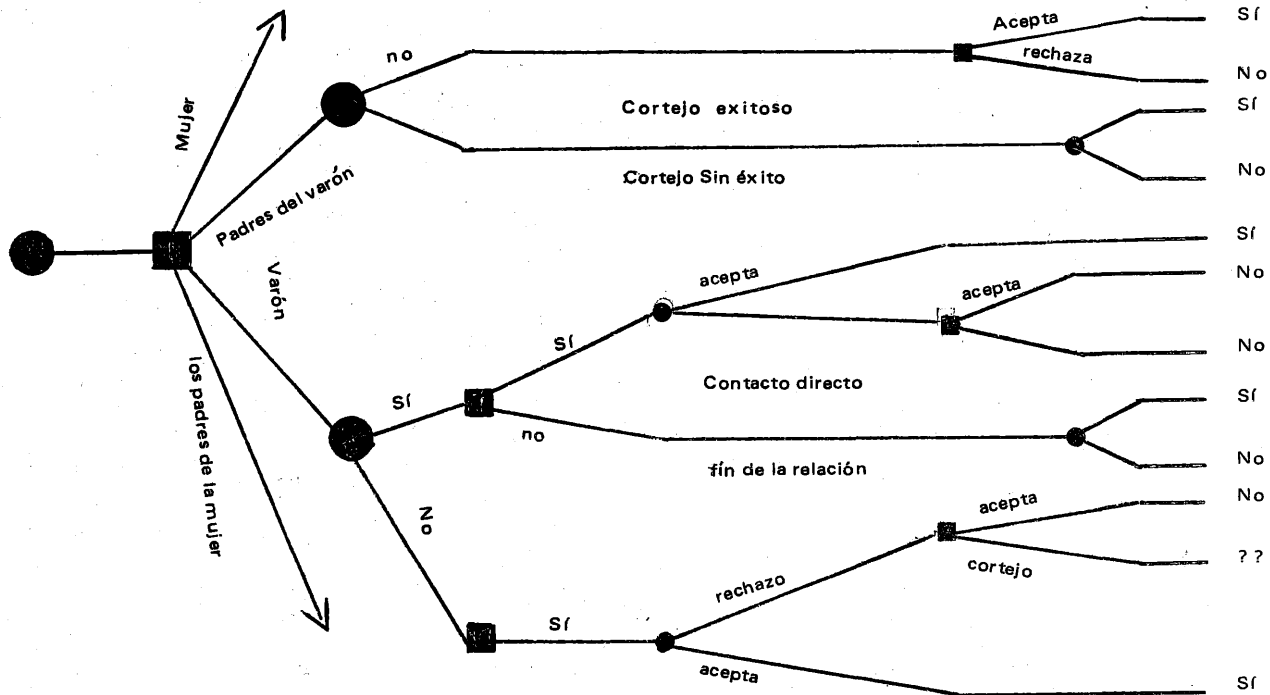 Acepta
Sí
no
rechaza
No
Mujer
Cortejo exitoso
Sí
Cortejo Sin éxito
No
Padres del varón
Varón
acepta
Sí
acepta
No
Sí
No
Contacto directo
Sí
Sí
no
fín de la relación
No
los padres de la mujer
No
acepta
No
rechazo
cortejo
??
Sí
acepta
Sí